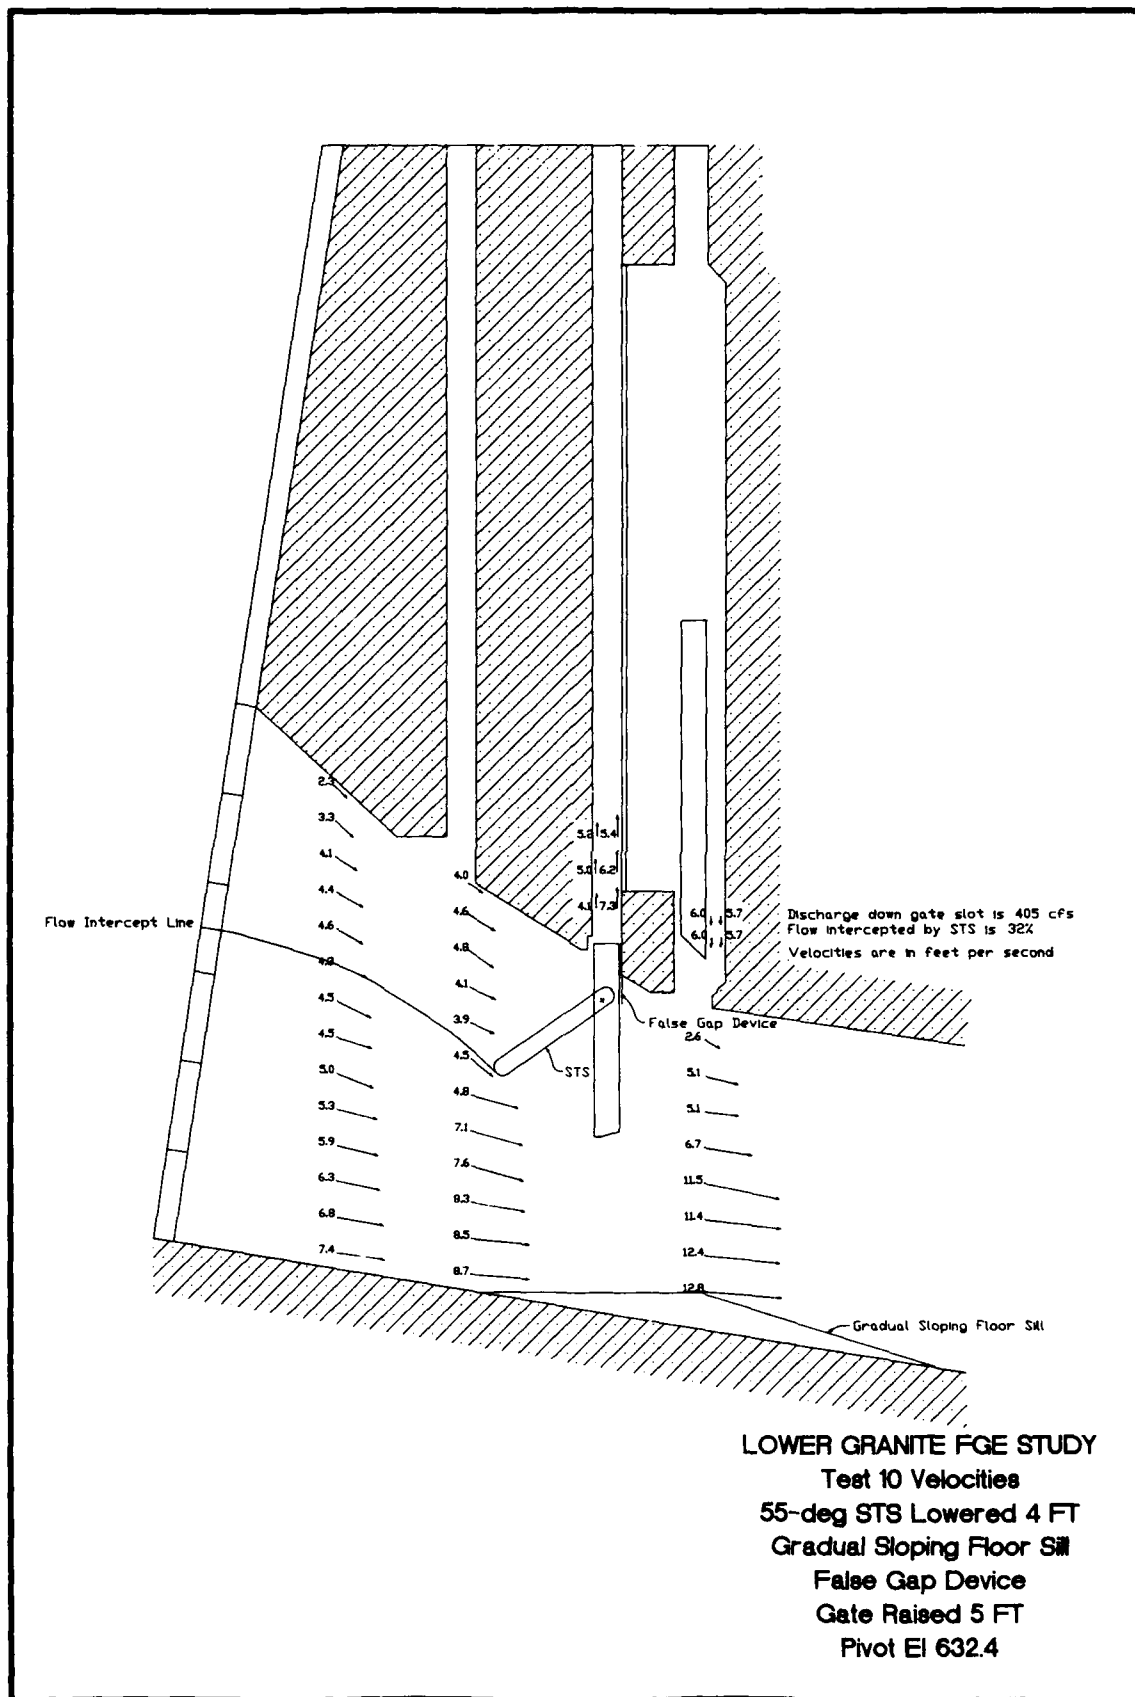 2.3
3.3
4.1
4.4
4.6
4.9
4.5
4.5
5.0
5.3
5.9
6.3
6.8
7.4
4.0
4.6
4.8
4.1
3.9
4.5
4.8
7.1
7.6
8.3
8.5
8.7
5.2 5.4
5.0 6.2
7.3
6.0 5.7
6.0 5.7
2.6
5.1
5.1
6.7
11.5
11.4
12.4
12.8
Flow Intercept Line
Discharge down gate slot is 405 cfs
Flow intercepted by STS is 32%
Velocities are in feet per second
False Gap Device
STS
Gradual Sloping Floor Sill
LOWER GRANITE FGE STUDY
Test 10 Velocities
55-deg STS Lowered 4 FT
Gradual Sloping Floor Sill
False Gap Device
Gate Raised 5 FT
Pivot El 632.4